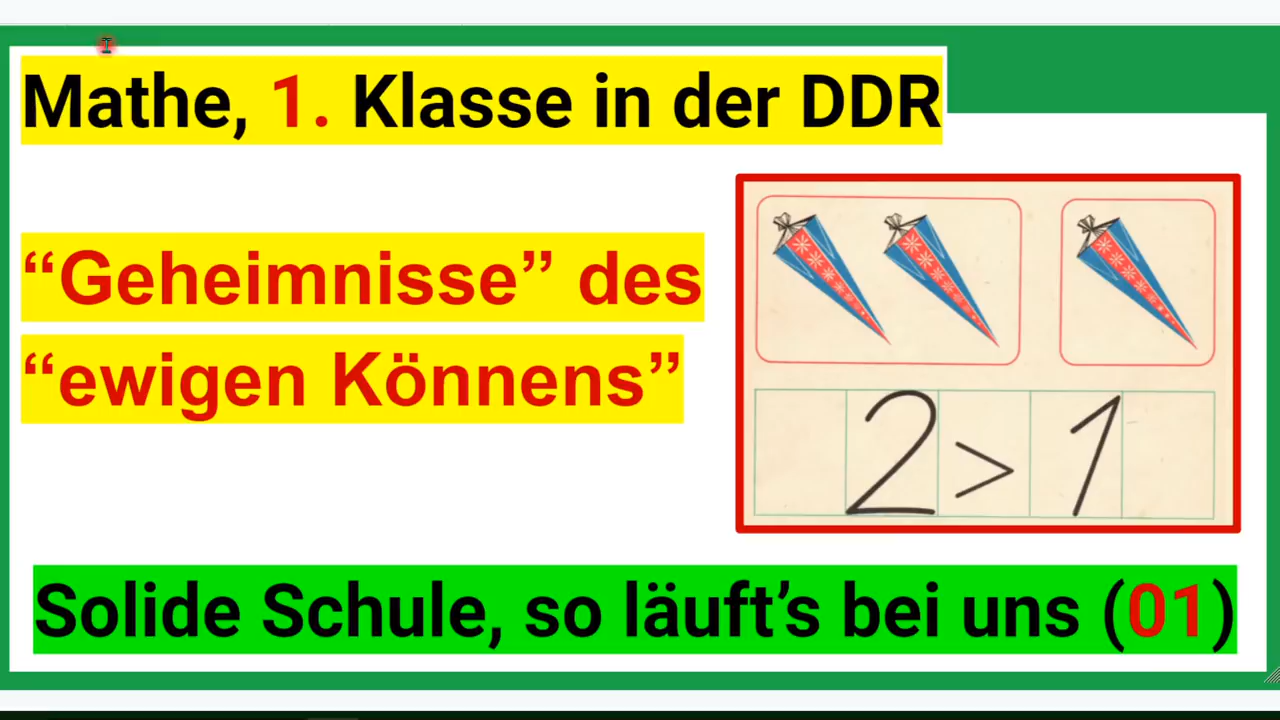 Mathe, 1. Klasse in der DDR
“Geheimnisse” des
“ewigen Könnens”
2 > 1
Solide Schule, so läuft’s bei uns (01)